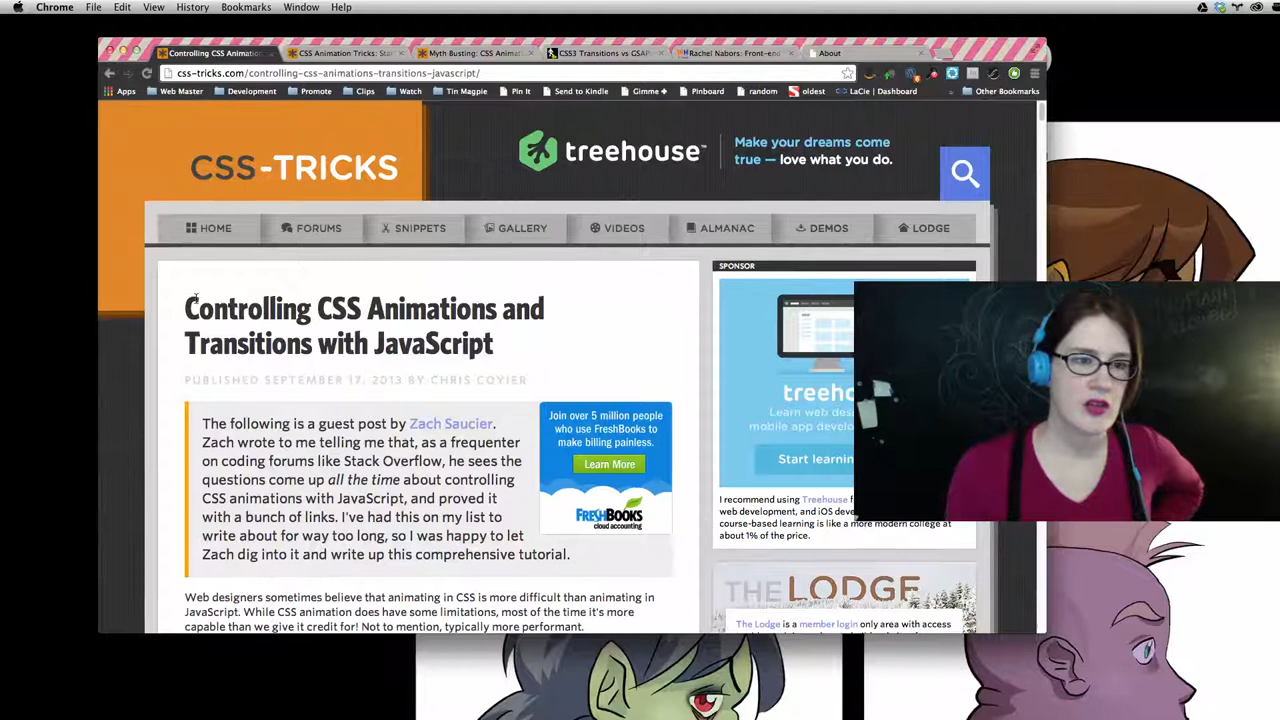 Chrome File Edit View History Bookmarks Window Help
Controlling CSS Animation
CSS Animation Tricks: Sta
Myth Busting: CSS Animat
CSS3 Transitions vs GSAP
Rachel Nabors: Front-end
About
css-tricks.com/controlling-css-animations-transitions-javascript/
Apps Web Master Development Promote Clips Watch Tin Magpie Pin It Send to Kindle Gimme Pinboard random oldest LaCie | Dashboard Other Bookmarks
CSS-TRICKS
treehouse™
Make your dreams come
true — love what you do.
HOME FORUMS SNIPPETS GALLERY VIDEOS ALMANAC DEMOS LODGE
Controlling CSS Animations and
Transitions with JavaScript
PUBLISHED SEPTEMBER 17, 2013 BY CHRIS COYIER
The following is a guest post by Zach Saucier.
Zach wrote to me telling me that, as a frequenter
on coding forums like Stack Overflow, he sees the
questions come up all the time about controlling
CSS animations with JavaScript, and proved it
with a bunch of links. I've had this on my list to
write about for way too long, so I was happy to let
Zach dig into it and write up this comprehensive tutorial.
Join over 5 million people
who use FreshBooks to
make billing painless.
Learn More
FRESHBOOKS
cloud accounting
Web designers sometimes believe that animating in CSS is more difficult than animating in
JavaScript. While CSS animation does have some limitations, most of the time it's more
capable than we give it credit for! Not to mention, typically more performant.
SPONSOR
treeho
Learn web des
mobile app develo
Start learnin
I recommend using Treehouse f
web development, and iOS deve
course-based learning is like a more modern college at
about 1% of the price.
THE LODGE
The Lodge is a member login only area with access